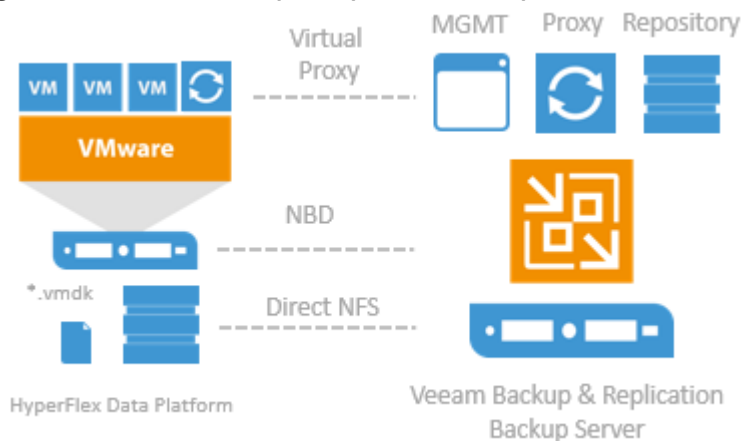 Virtual
Proxy
MGMT Proxy Repository
VM VM VM
VMware
NBD
*.vmdk
Direct NFS
HyperFlex Data Platform
Veeam Backup & Replication
Backup Server